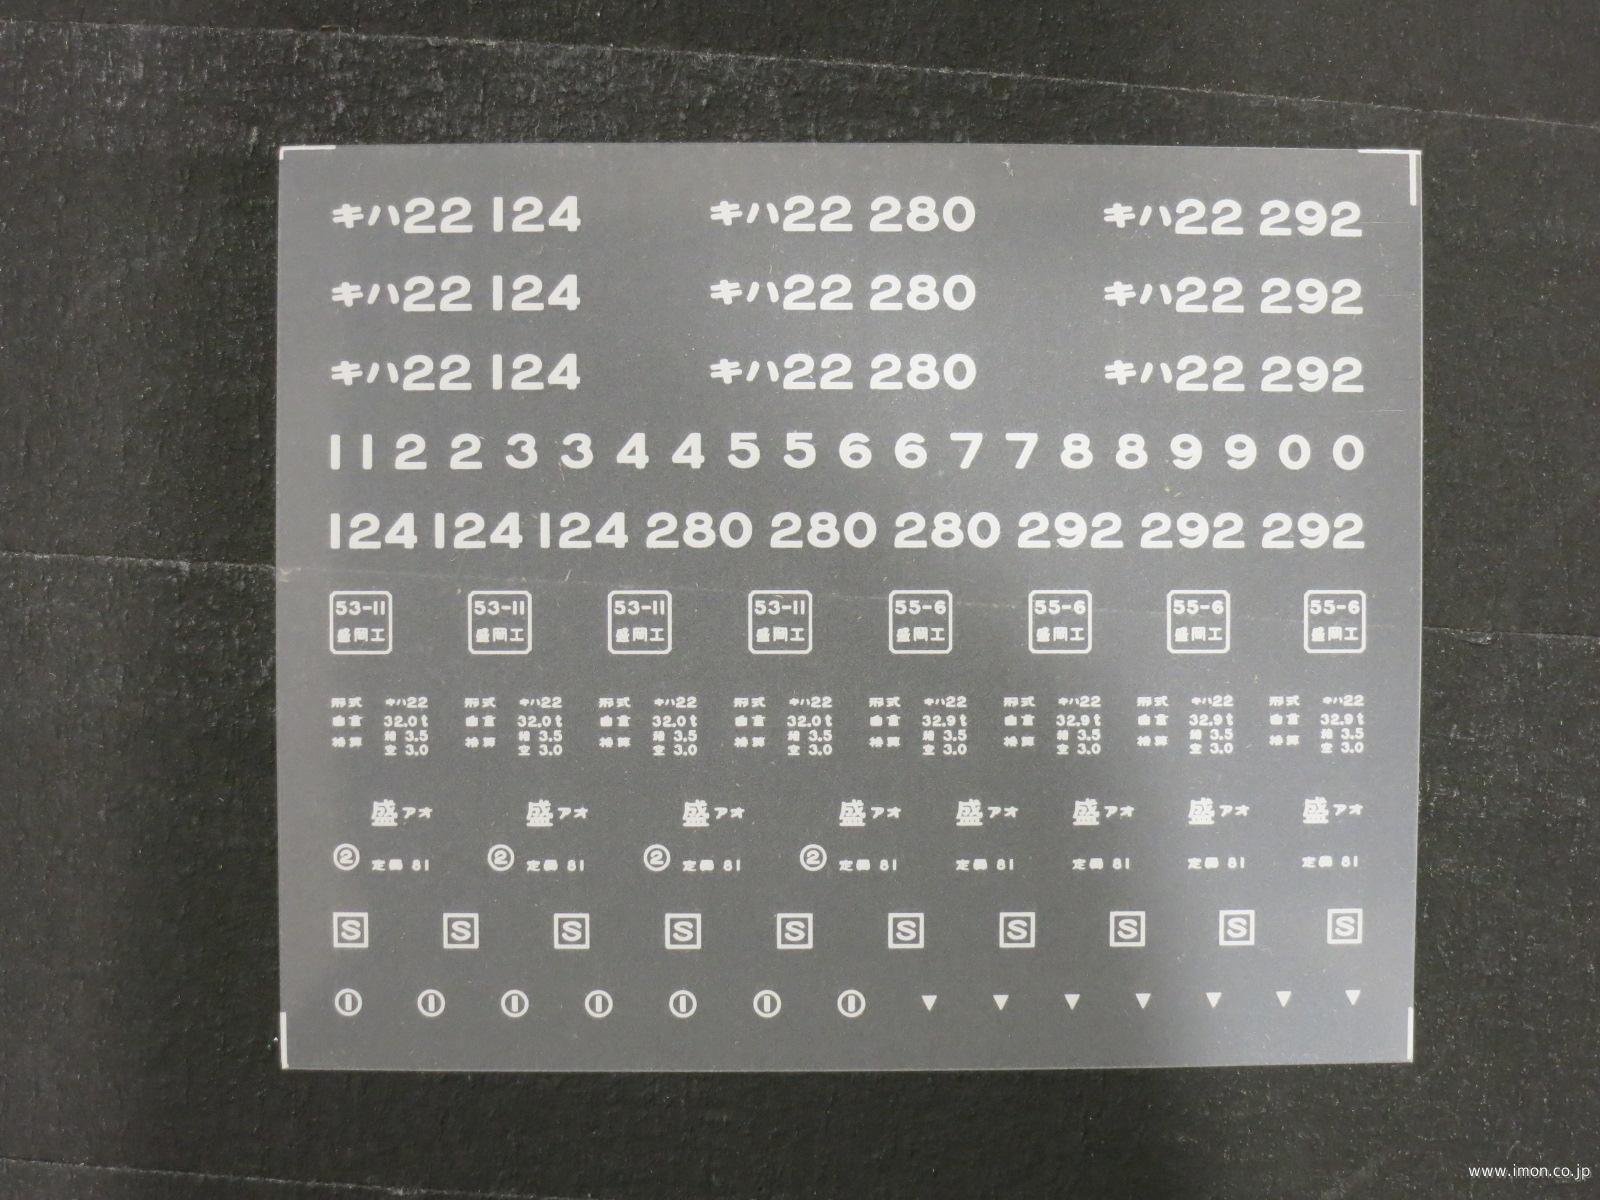 キハ22 124 キハ22 280 キハ22 292
キハ22 124 キハ22 280 キハ22 292
キハ22 124 キハ22 280 キハ22 292
1 1 2 2 3 3 4 4 5 5 6 6 7 7 8 8 9 9 0 0
124 124 124 280 280 280 292 292 292
53-11 53-11 53-11 53-11 55-6 55-6 55-6 55-6
盛岡工 盛岡工 盛岡工 盛岡工 盛岡工 盛岡工 盛岡工 盛岡工
形式 キハ22 形式 キハ22 形式 キハ22 形式 キハ22 形式 キハ22 形式 キハ22 形式 キハ22 形式 キハ22
自重 32.0t 自重 32.0t 自重 32.0t 自重 32.0t 自重 32.9t 自重 32.9t 自重 32.9t 自重 32.9t
換算 積 3.5 換算 積 3.5 換算 積 3.5 換算 積 3.5 換算 積 3.5 換算 積 3.5 換算 積 3.5 換算 積 3.5
空 3.0 空 3.0 空 3.0 空 3.0 空 3.0 空 3.0 空 3.0 空 3.0
盛アオ 盛アオ 盛アオ 盛アオ 盛アオ 盛アオ 盛アオ 盛アオ
② 定員 81 ② 定員 81 ② 定員 81 ② 定員 81 定員 81 定員 81 定員 81 定員 81
S S S S S S S S S S
① ① ① ① ① ① ① ▼ ▼ ▼ ▼ ▼ ▼ ▼
www.imon.co.jp